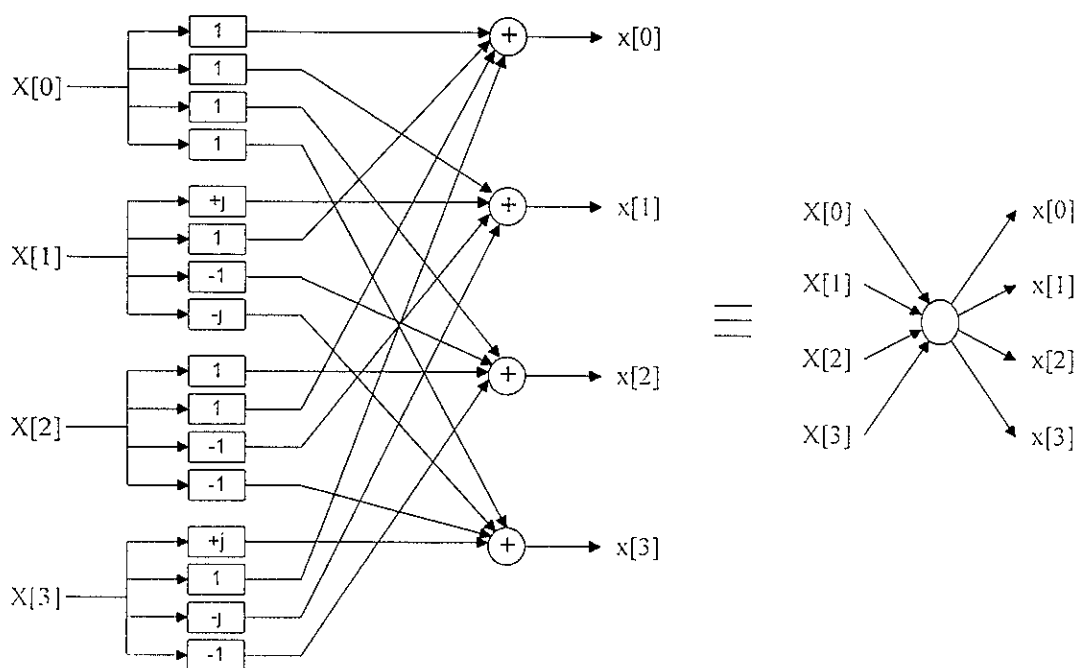 1
x[0]
1
X[0]
1
1
+j
x[1]
1
X[1]
-1
-j
1
x[2]
1
X[2]
-1
-1
+j
x[3]
1
X[3]
-j
-1
+
+
+
+
≡
X[0]
X[1]
X[2]
X[3]
x[0]
x[1]
x[2]
x[3]